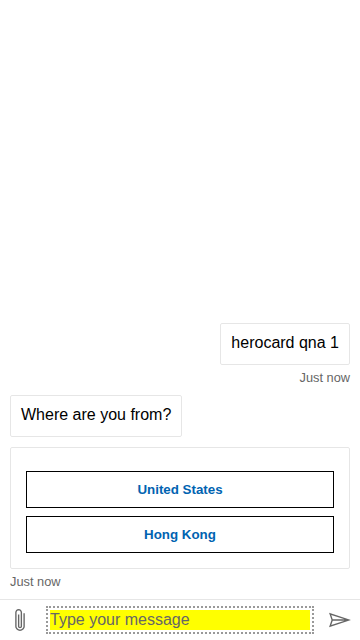 herocard qna 1
Just now
Where are you from?
United States
Hong Kong
Just now
Type your message